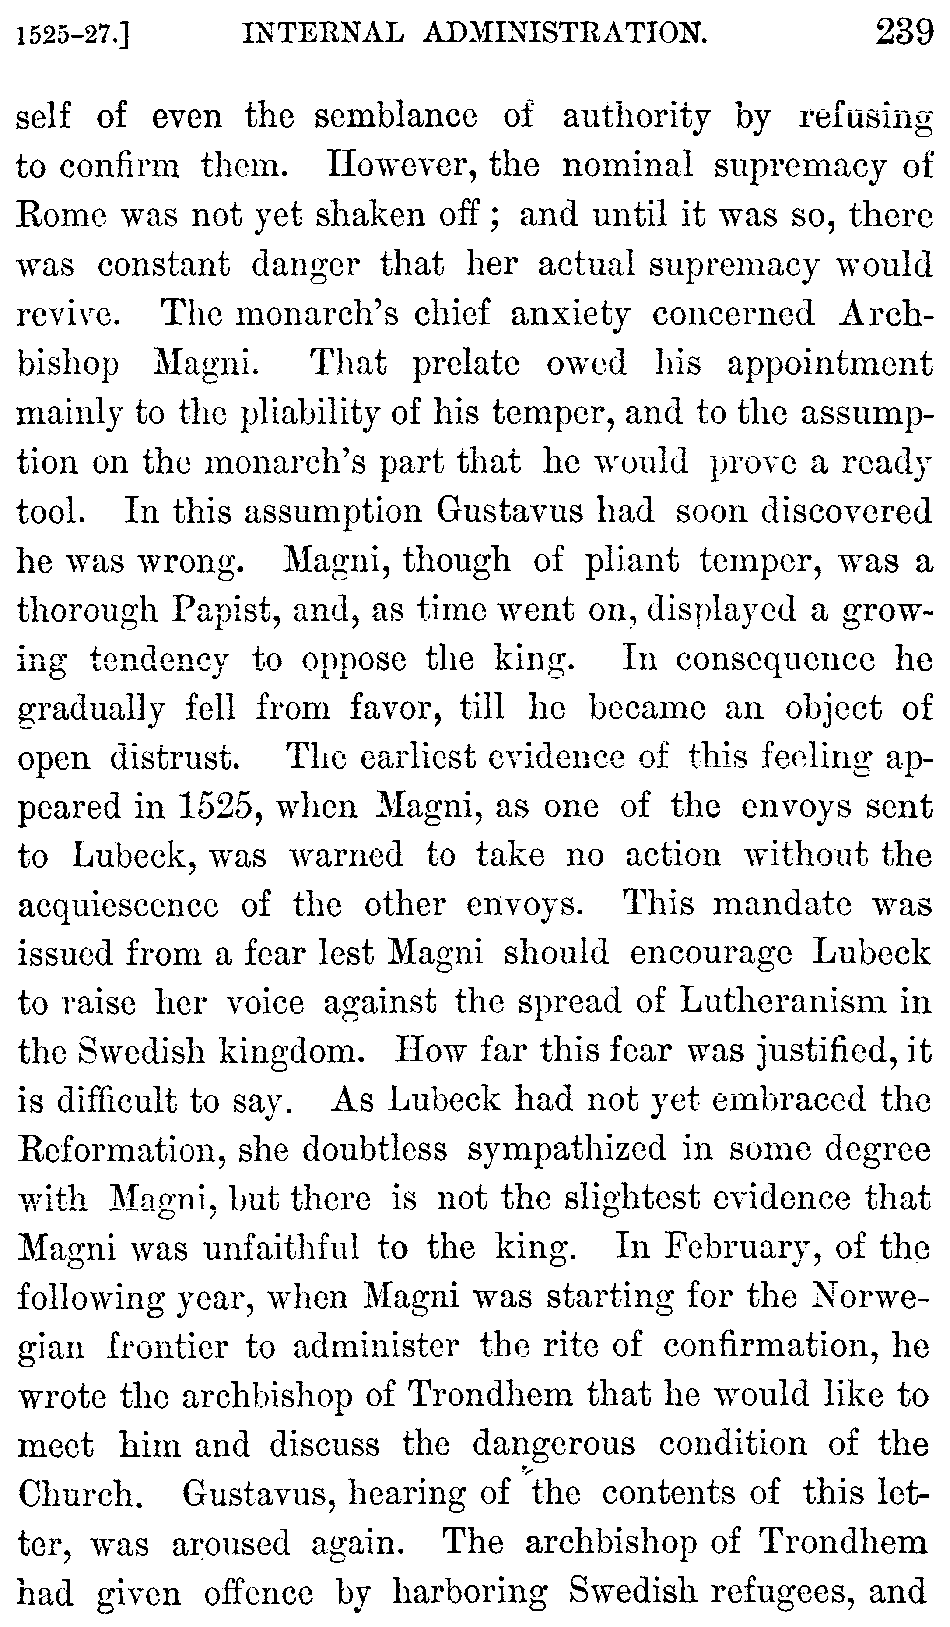 1525–27.] INTERNAL ADMINISTRATION. 239
self of even the semblance of authority by refusing
to confirm them. However, the nominal supremacy of
Rome was not yet shaken off; and until it was so, there
was constant danger that her actual supremacy would
revive. The monarch's chief anxiety concerned Arch-
bishop Magni. That prelate owed his appointment
mainly to the pliability of his temper, and to the assump-
tion on the monarch's part that he would prove a ready
tool. In this assumption Gustavus had soon discovered
he was wrong. Magni, though of pliant temper, was a
thorough Papist, and, as time went on, displayed a grow-
ing tendency to oppose the king. In consequence he
gradually fell from favor, till he became an object of
open distrust. The earliest evidence of this feeling ap-
peared in 1525, when Magni, as one of the envoys sent
to Lubeck, was warned to take no action without the
acquiescence of the other envoys. This mandate was
issued from a fear lest Magni should encourage Lubeck
to raise her voice against the spread of Lutheranism in
the Swedish kingdom. How far this fear was justified, it
is difficult to say. As Lubeck had not yet embraced the
Reformation, she doubtless sympathized in some degree
with Magni, but there is not the slightest evidence that
Magni was unfaithful to the king. In February, of the
following year, when Magni was starting for the Norwe-
gian frontier to administer the rite of confirmation, he
wrote the archbishop of Trondhem that he would like to
meet him and discuss the dangerous condition of the
Church. Gustavus, hearing of the contents of this let-
ter, was aroused again. The archbishop of Trondhem
had given offence by harboring Swedish refugees, and